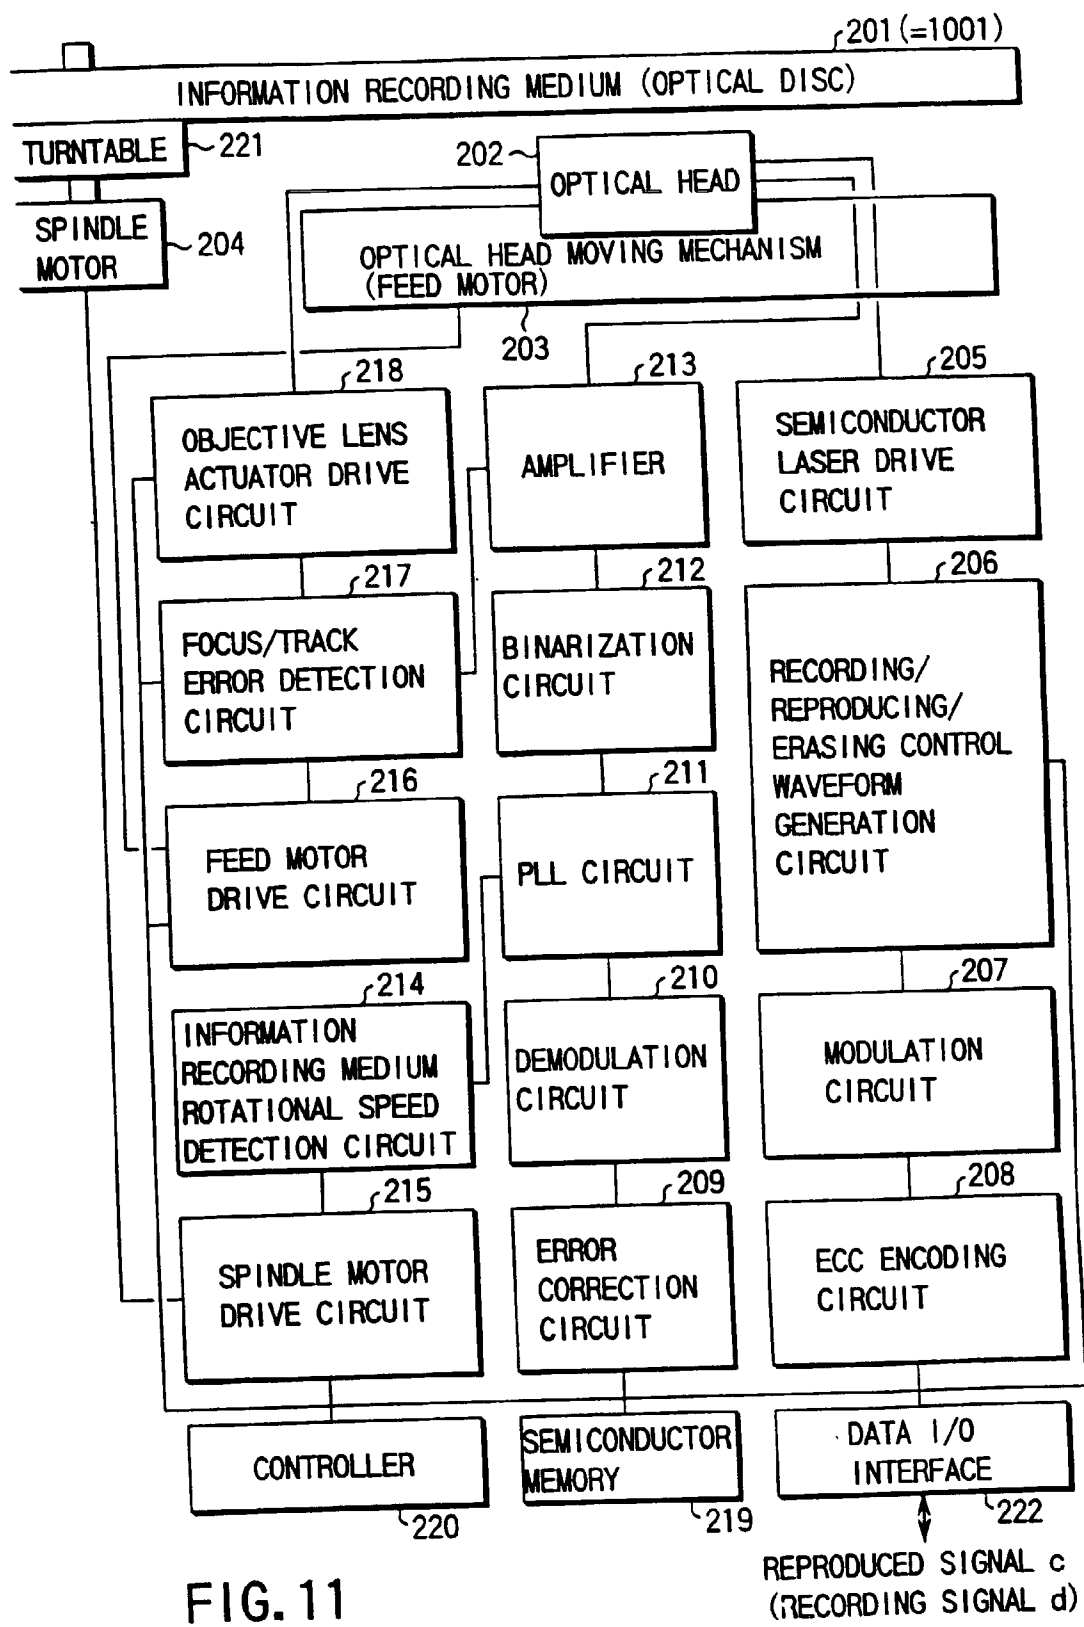 201(=1001)
INFORMATION RECORDING MEDIUM (OPTICAL DISC)
TURNTABLE
221
202
OPTICAL HEAD
SPINDLE
MOTOR
204
OPTICAL HEAD MOVING MECHANISM
(FEED MOTOR)
203
218
213
205
OBJECTIVE LENS
ACTUATOR DRIVE
CIRCUIT
AMPLIFIER
SEMICONDUCTOR
LASER DRIVE
CIRCUIT
217
212
206
FOCUS/TRACK
ERROR DETECTION
CIRCUIT
BINARIZATION
CIRCUIT
RECORDING/
REPRODUCING/
ERASING CONTROL
WAVEFORM
GENERATION
CIRCUIT
216
211
FEED MOTOR
DRIVE CIRCUIT
PLL CIRCUIT
214
210
207
INFORMATION
RECORDING MEDIUM
ROTATIONAL SPEED
DETECTION CIRCUIT
DEMODULATION
CIRCUIT
MODULATION
CIRCUIT
215
209
208
SPINDLE MOTOR
DRIVE CIRCUIT
ERROR
CORRECTION
CIRCUIT
ECC ENCODING
CIRCUIT
CONTROLLER
220
SEMICONDUCTOR
MEMORY
219
DATA I/O
INTERFACE
222
REPRODUCED SIGNAL c
(RECORDING SIGNAL d)
FIG. 11